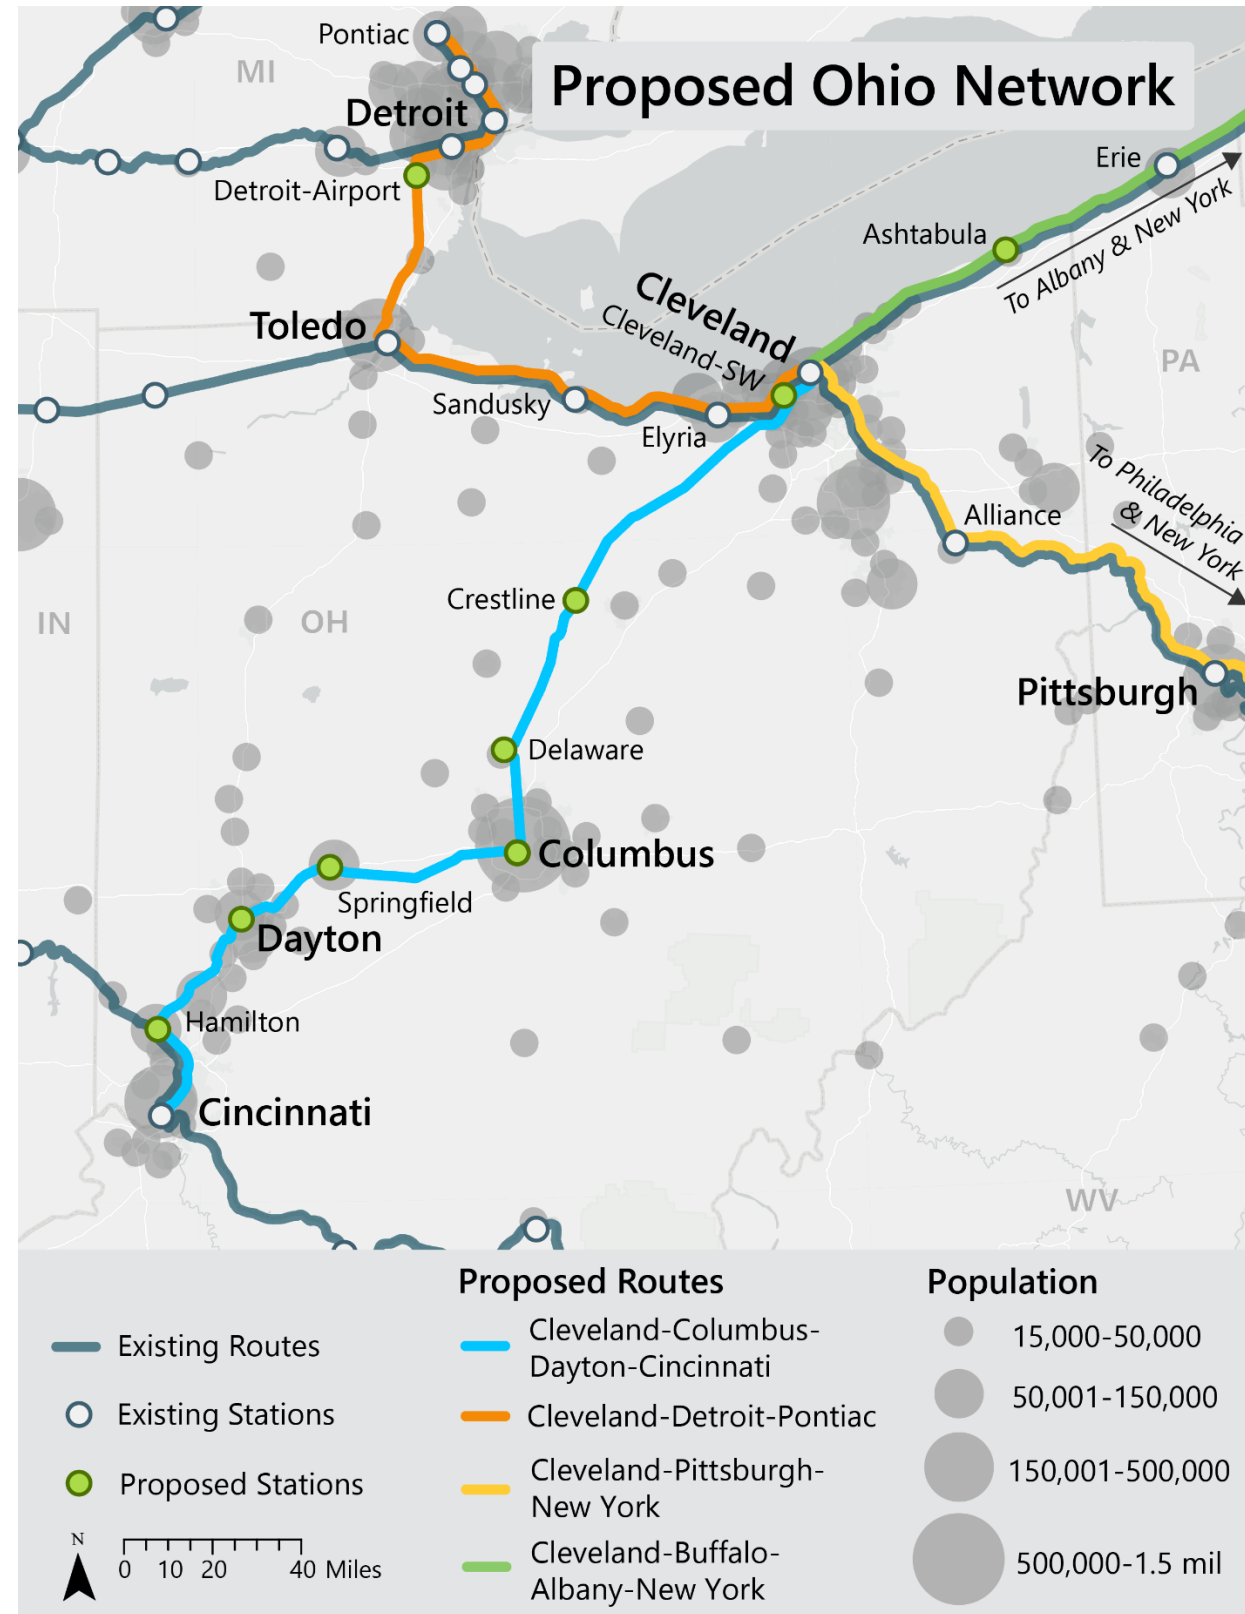 Proposed Ohio Network
Pontiac
MI
Detroit
Erie
Detroit-Airport
Ashtabula
To Albany & New York
Cleveland
Cleveland-SW
Toledo
PA
Sandusky
Elyria
To Philadelphia
& New York
Alliance
Crestline
IN
OH
Pittsburgh
Delaware
Columbus
Springfield
Dayton
Hamilton
Cincinnati
WV
Existing Routes
Existing Stations
Proposed Stations
N
0 10 20 40 Miles
Proposed Routes
Cleveland-Columbus-
Dayton-Cincinnati
Cleveland-Detroit-Pontiac
Cleveland-Pittsburgh-
New York
Cleveland-Buffalo-
Albany-New York
Population
15,000-50,000
50,001-150,000
150,001-500,000
500,000-1.5 mil